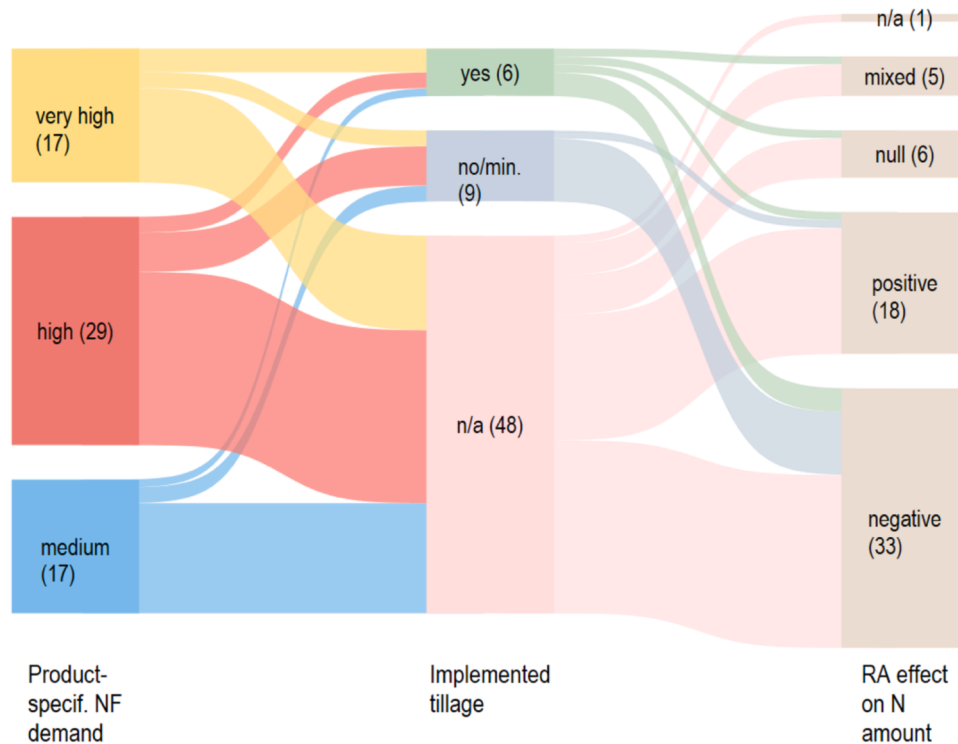 very high
(17)
high (29)
medium
(17)
Product-
specif. NF
demand
yes (6)
no/min.
(9)
n/a (48)
Implemented
tillage
n/a (1)
mixed (5)
null (6)
positive
(18)
negative
(33)
RA effect
on N
amount